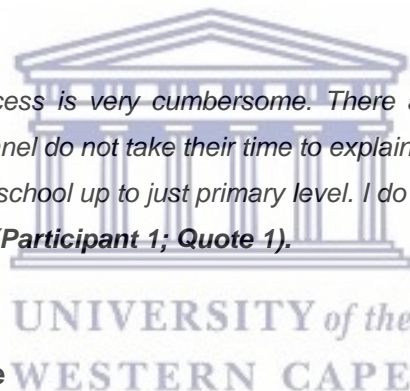 cess is very cumbersome. There a
nel do not take their time to explain
school up to just primary level. I do
(Participant 1; Quote 1).
UNIVERSITY of the
WESTERN CAPE